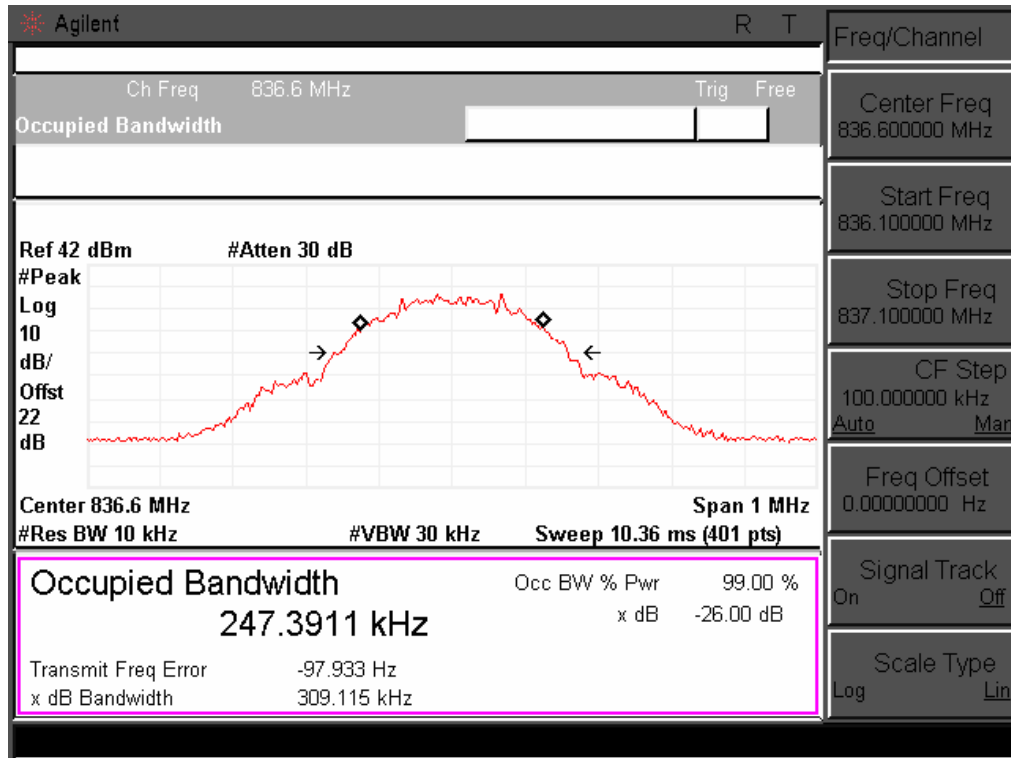 Agilent R T
Ch Freq 836.6 MHz Trig Free
Occupied Bandwidth
Ref 42 dBm #Atten 30 dB
#Peak
Log
10
dB/
Offst
22
dB
Center 836.6 MHz Span 1 MHz
#Res BW 10 kHz #VBW 30 kHz Sweep 10.36 ms (401 pts)
Occupied Bandwidth
247.3911 kHz
Occ BW % Pwr 99.00 %
x dB -26.00 dB
Transmit Freq Error -97.933 Hz
x dB Bandwidth 309.115 kHz
Freq/Channel
Center Freq
836.600000 MHz
Start Freq
836.100000 MHz
Stop Freq
837.100000 MHz
CF Step
100.000000 kHz
Auto Man
Freq Offset
0.00000000 Hz
Signal Track
On Off
Scale Type
Log Lin